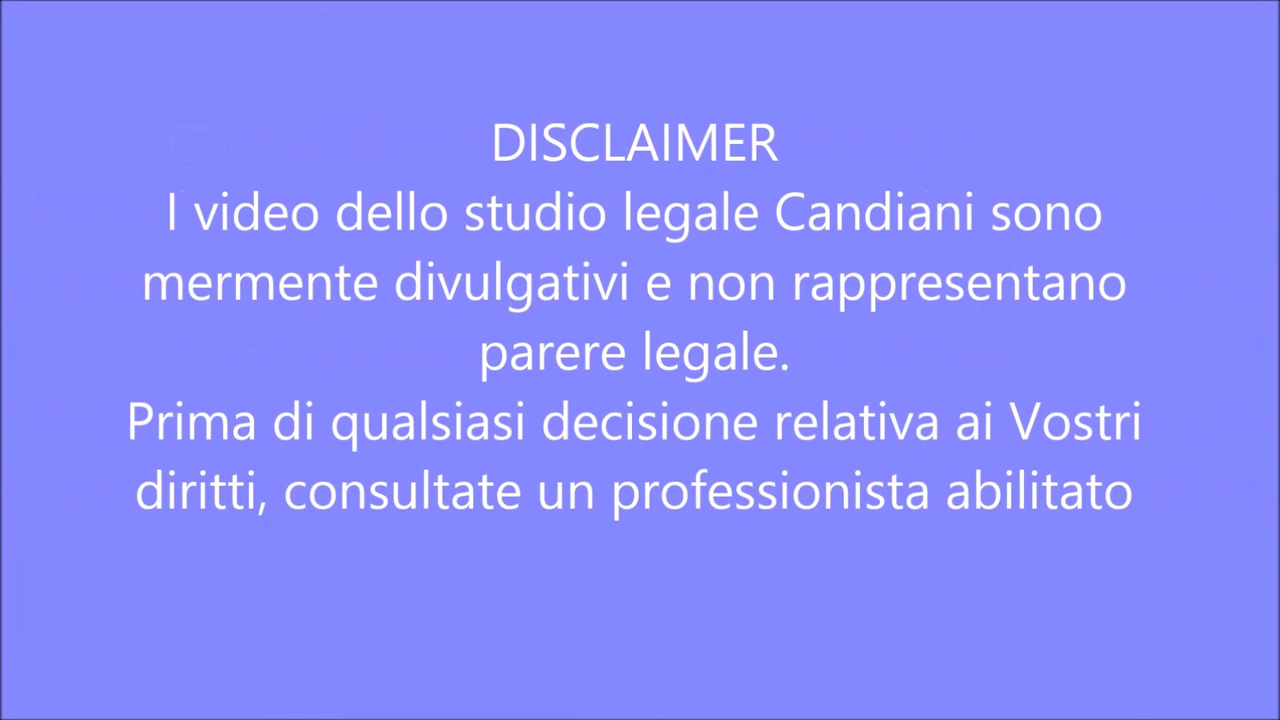 DISCLAIMER
I video dello studio legale Candiani sono
mermente divulgativi e non rappresentano
parere legale.
Prima di qualsiasi decisione relativa ai Vostri
diritti, consultate un professionista abilitato